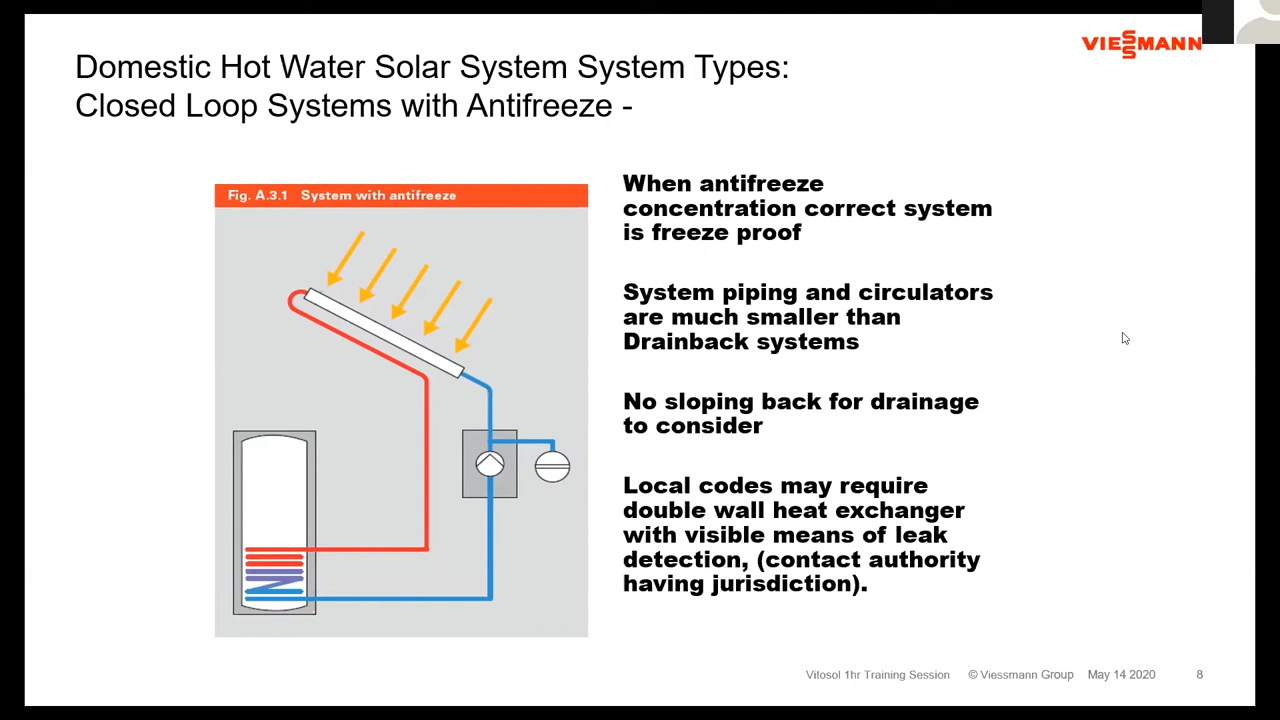 VIESSMANN
Domestic Hot Water Solar System System Types:
Closed Loop Systems with Antifreeze -
Fig. A.3.1 System with antifreeze
When antifreeze
concentration correct system
is freeze proof
System piping and circulators
are much smaller than
Drainback systems
No sloping back for drainage
to consider
Local codes may require
double wall heat exchanger
with visible means of leak
detection, (contact authority
having jurisdiction).
Vitosol 1hr Training Session © Viessmann Group May 14 2020 8